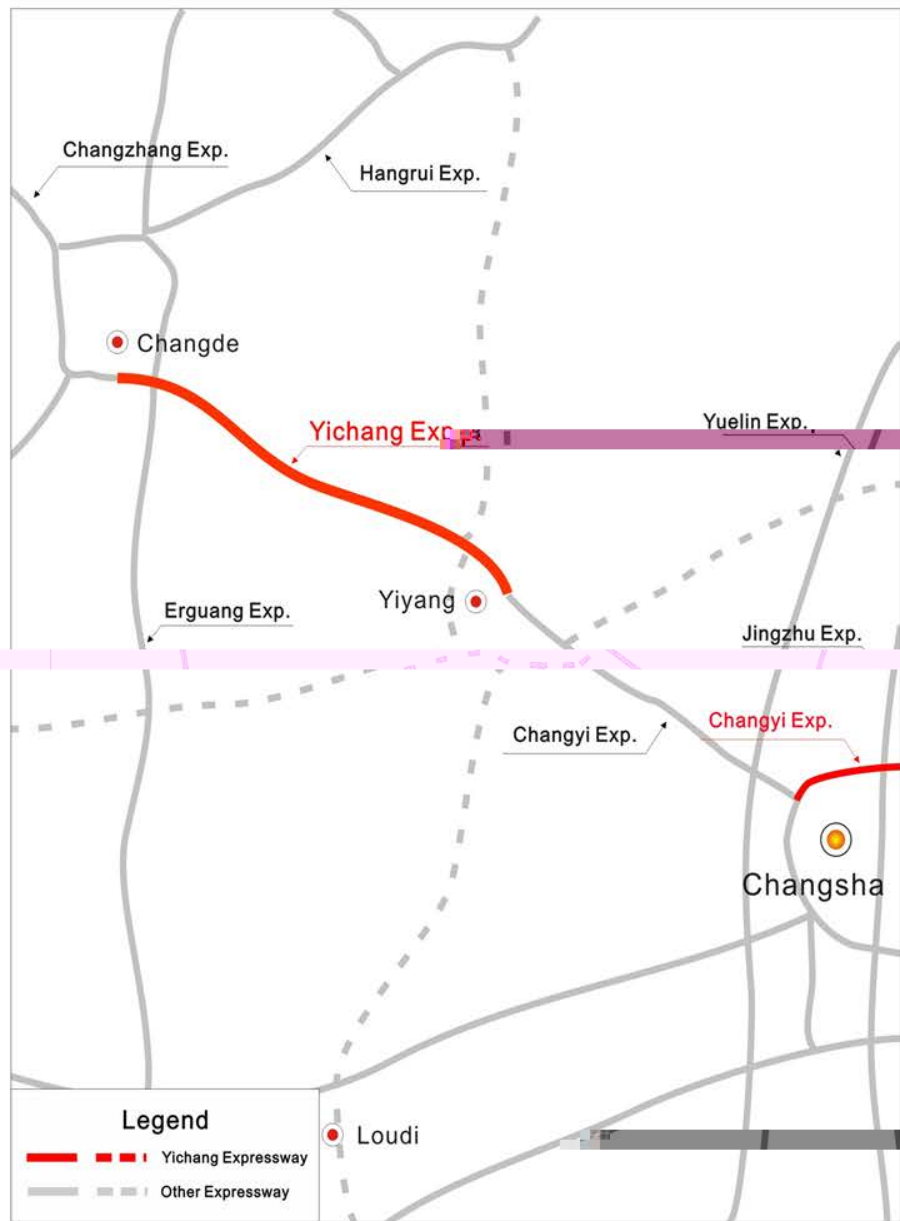 Changzhang Exp.
Hangrui Exp.
Changde
Yichang Exp
Yuelin Exp.
Yiyang
Erguang Exp.
Jingzhu Exp.
Changyi Exp.
Changyi Exp.
Changsha
Legend
Yichang Expressway
Other Expressway
Loudi